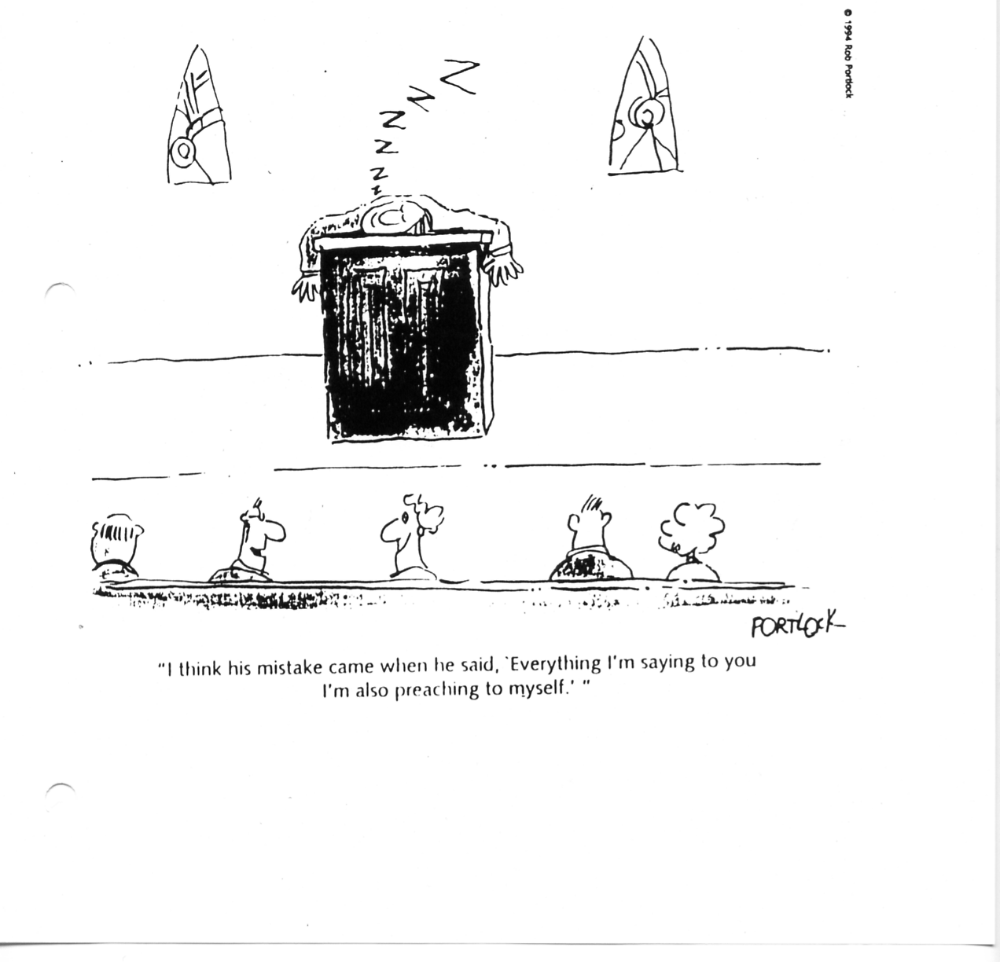 © 1994 Rob Portlock
Z
Z
Z
Z
Z
Z
PORTLOCK
"I think his mistake came when he said, 'Everything I'm saying to you
I'm also preaching to myself.' "